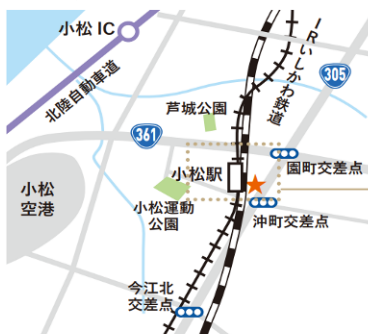 小松IC
北陸自動車道
IRいしかわ鉄道
305
芦城公園
361
小松駅
園町交差点
小松
空港
小松運動
公園
沖町交差点
今江北
交差点